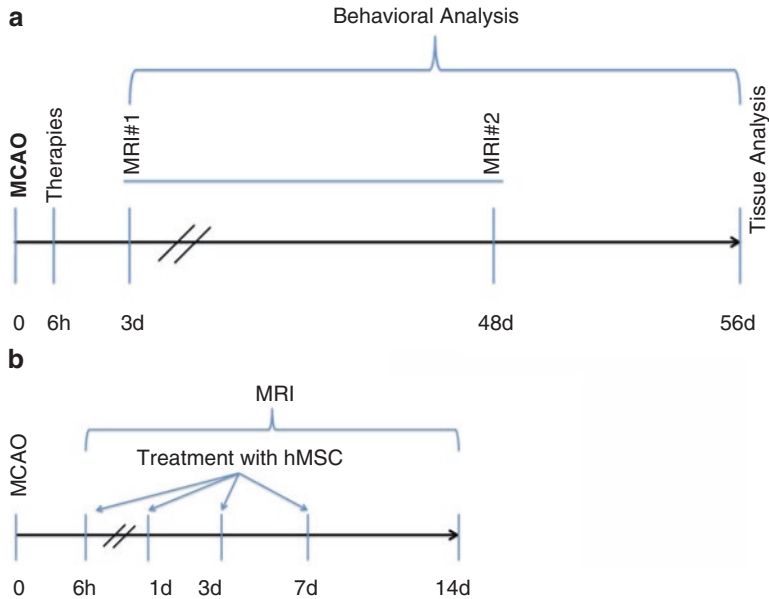 a
Behavioral Analysis
MCAO
Therapies
MRI#1
MRI#2
Tissue Analysis
0 6h 3d 48d 56d
b
MRI
MCAO
Treatment with hMSC
0 6h 1d 3d 7d 14d